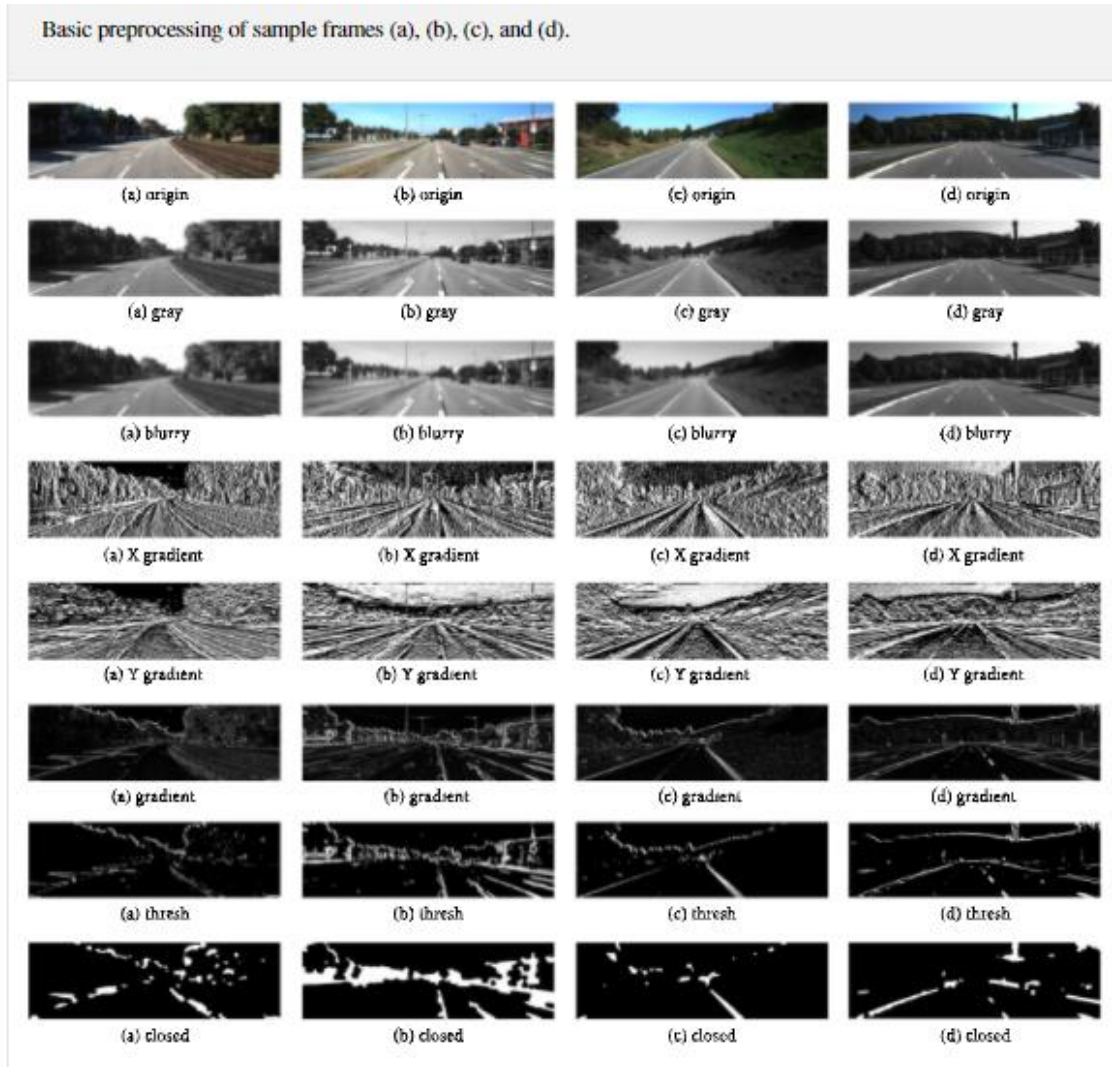 Basic preprocessing of sample frames (a), (b), (c), and (d).
(a) origin (b) origin (c) origin (d) origin
(a) gray (b) gray (c) gray (d) gray
(a) blurry (b) blurry (c) blurry (d) blurry
(a) X gradient (b) X gradient (c) X gradient (d) X gradient
(a) Y gradient (b) Y gradient (c) Y gradient (d) Y gradient
(a) gradient (b) gradient (c) gradient (d) gradient
(a) thresh (b) thresh (c) thresh (d) thresh
(a) closed (b) closed (c) closed (d) closed